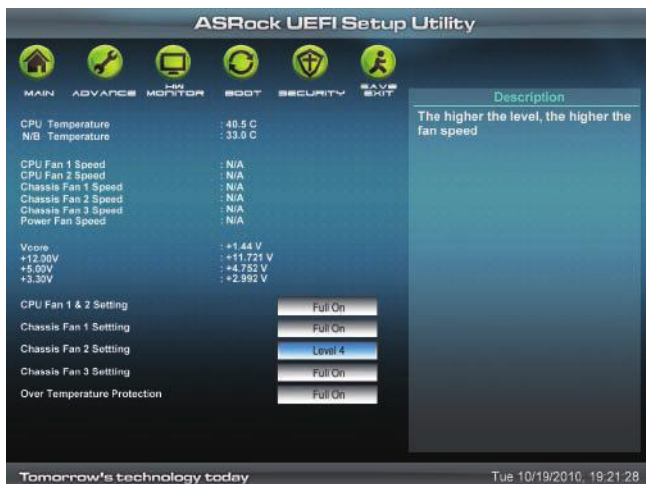 ASRock UEFI Setup Utility
MAIN ADVANCE HW MONITOR BOOT SECURITY SAVE EXIT
CPU Temperature : 40.5 C
N/B Temperature : 33.0 C
CPU Fan 1 Speed : N/A
CPU Fan 2 Speed : N/A
Chassis Fan 1 Speed : N/A
Chassis Fan 2 Speed : N/A
Chassis Fan 3 Speed : N/A
Power Fan Speed : N/A
Vcore : +1.44 V
+12.00V : +11.721 V
+5.00V : +4.752 V
+3.30V : +2.992 V
CPU Fan 1 & 2 Setting Full On
Chassis Fan 1 Settting Full On
Chassis Fan 2 Settting Level 4
Chassis Fan 3 Settting Full On
Over Temperature Protection Full On
Description
The higher the level, the higher the
fan speed
Tomorrow's technology today Tue 10/19/2010, 19:21:28